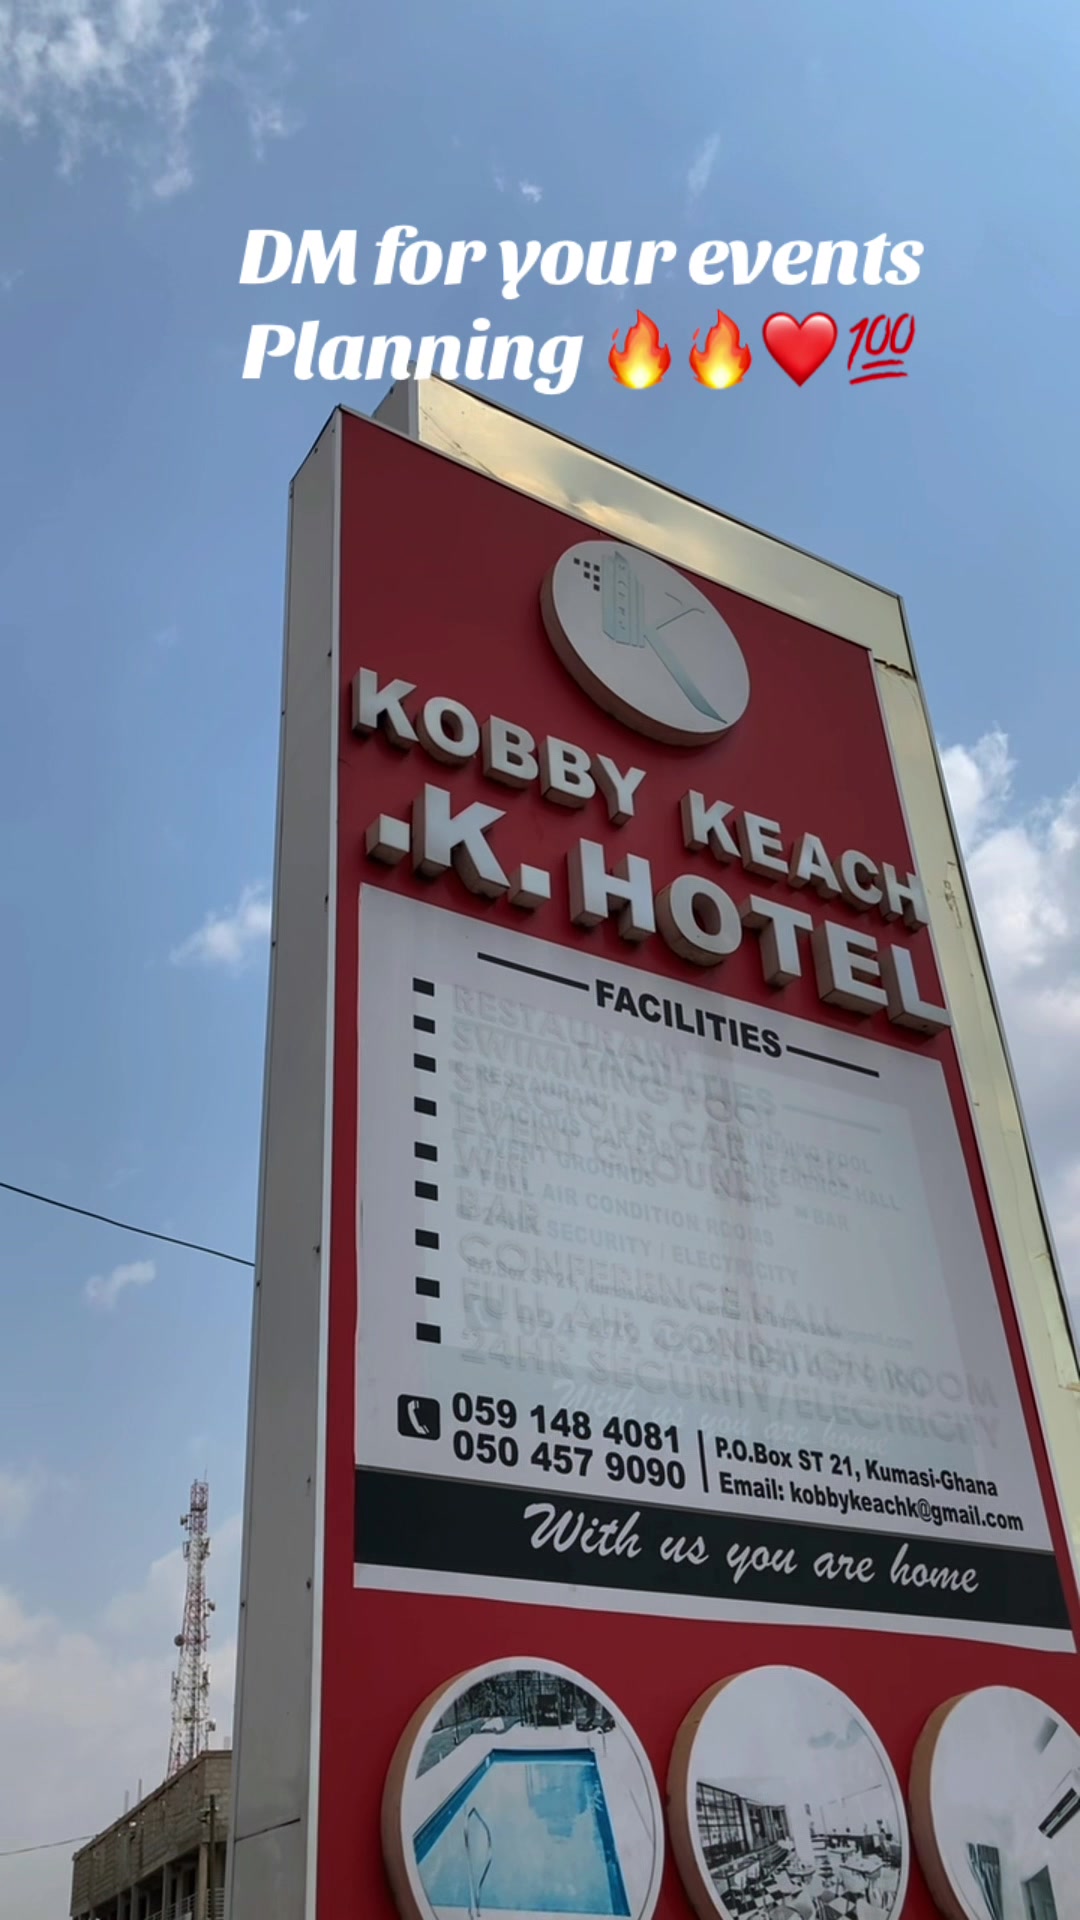 DM for your events
Planning 🔥🔥❤️💯
KOBBY KEACH
.K. HOTEL
FACILITIES
RESTAURANT
SWIMMING POOL
SPACIOUS CAR PARK
EVENT GROUNDS
WIFI
BAR
CONFERENCE HALL
FULL AIR CONDITION ROOM
24HR SECURITY/ELECTRICITY
059 148 4081
050 457 9090
P.O.Box ST 21, Kumasi-Ghana
Email: kobbykeachk@gmail.com
With us you are home